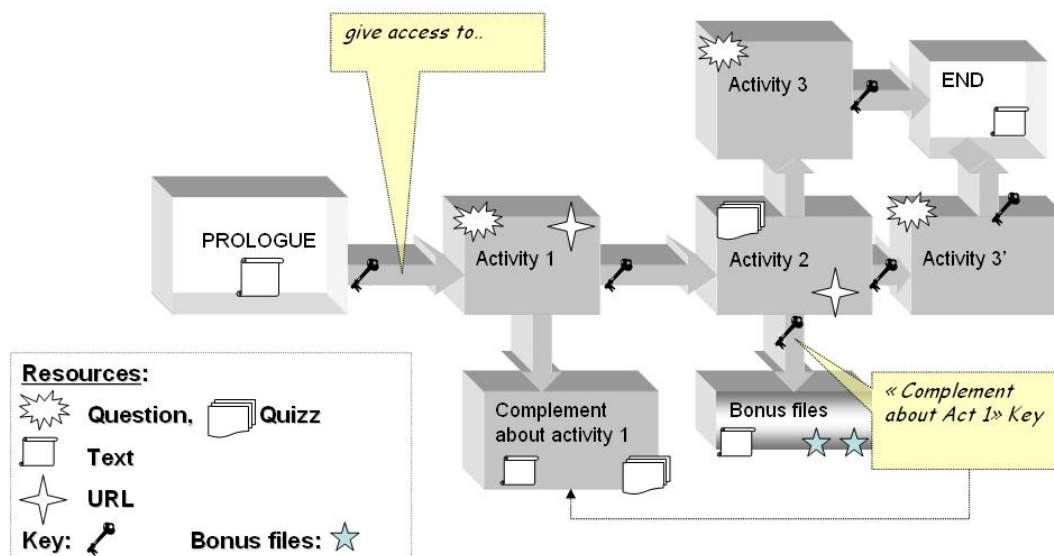 give access to..
Activity 3
END
PROLOGUE
Activity 1
Activity 2
Activity 3’
Resources:
Question, Quizz
Text
URL
Key: Bonus files:
Complement
about activity 1
Bonus files
« Complement
about Act 1» Key